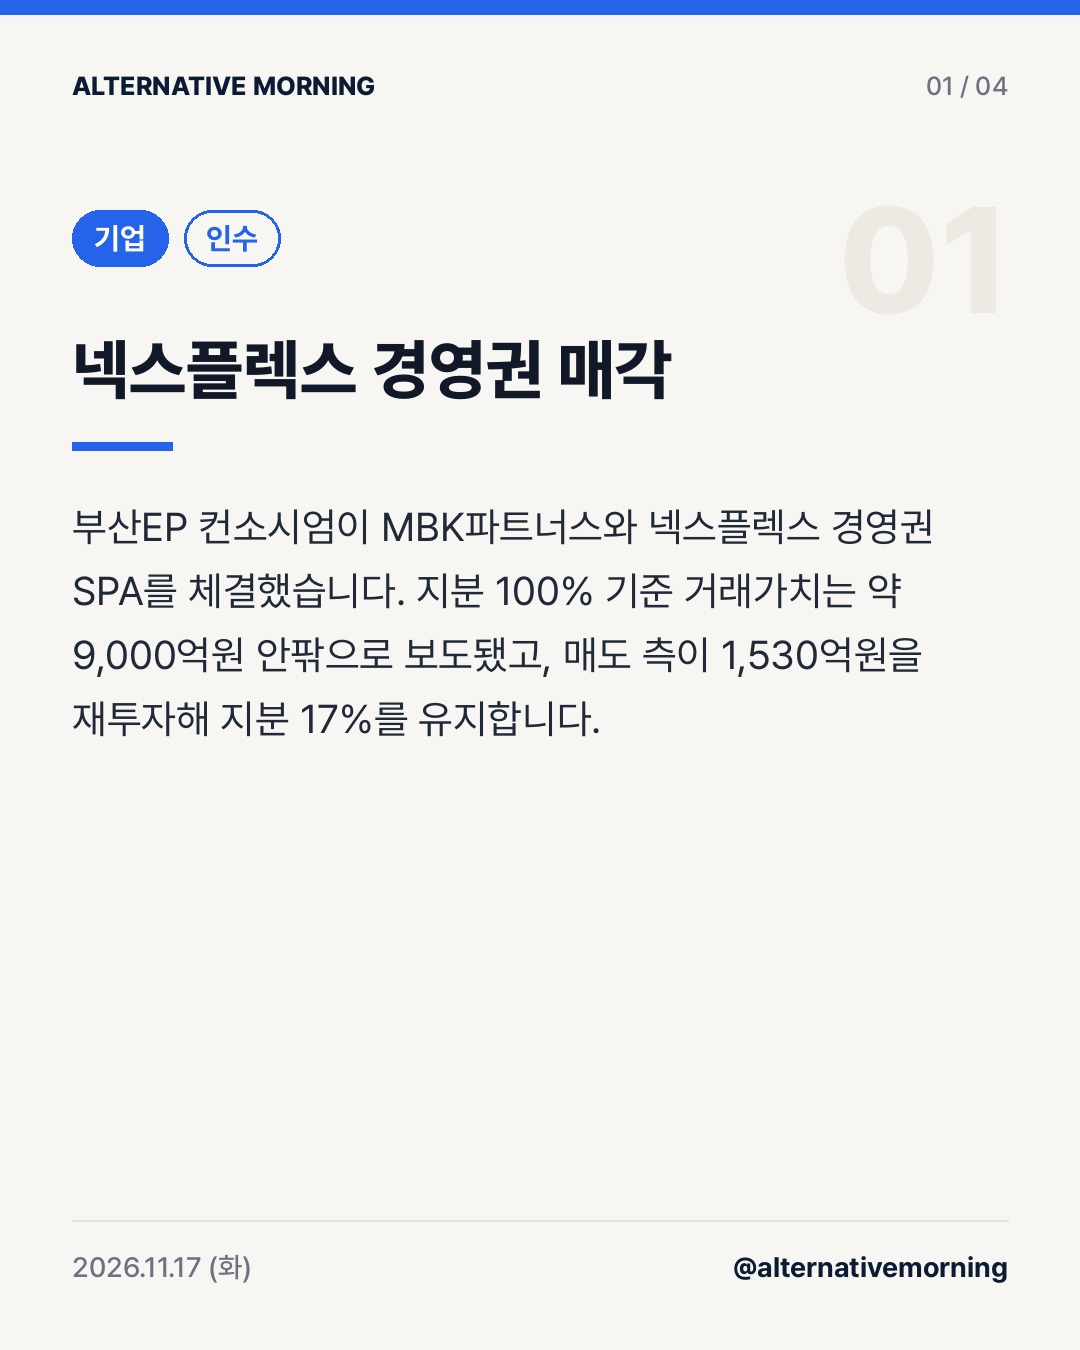 ALTERNATIVE MORNING
01 / 04
기업 인수
01
넥스플렉스 경영권 매각
부산EP 컨소시엄이 MBK파트너스와 넥스플렉스 경영권
SPA를 체결했습니다. 지분 100% 기준 거래가치는 약
9,000억원 안팎으로 보도됐고, 매도 측이 1,530억원을
재투자해 지분 17%를 유지합니다.
2026.11.17 (화)
@alternativemorning